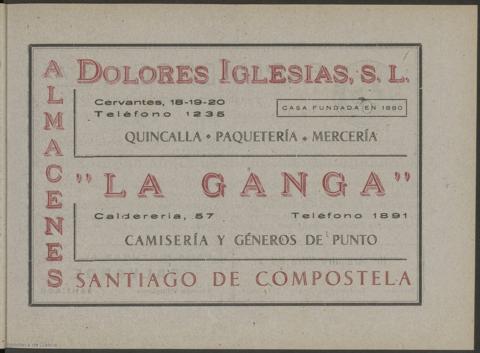 ALMACENES
DOLORES IGLESIAS, S. L.
Cervantes, 18-19-20
Teléfono 1235
CASA FUNDADA EN 1880
QUINCALLA • PAQUETERÍA • MERCERÍA
"LA GANGA"
Calderería, 57 Teléfono 1891
CAMISERÍA Y GÉNEROS DE PUNTO
SANTIAGO DE COMPOSTELA